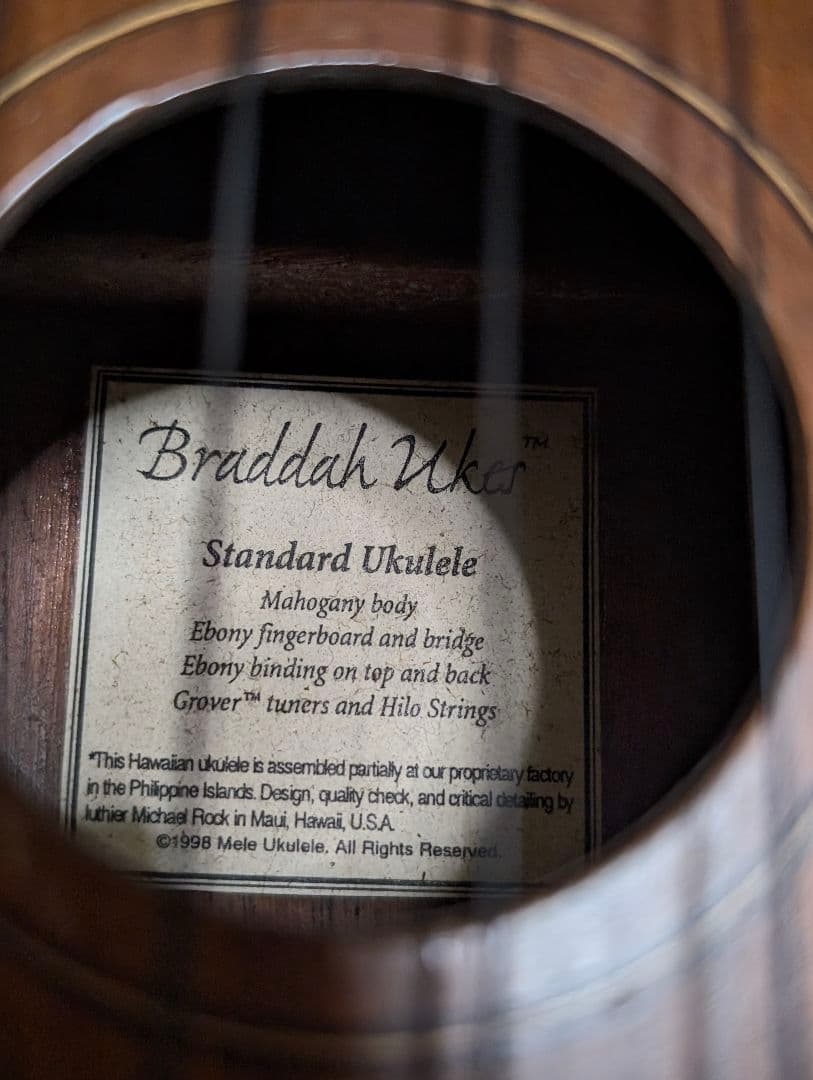 Braddah Ukes™
Standard Ukulele
Mahogany body
Ebony fingerboard and bridge
Ebony binding on top and back
Grover™ tuners and Hilo Strings
*This Hawaiian ukulele is assembled partially at our proprietary factory
in the Philippine Islands. Design, quality check, and critical detailing by
luthier Michael Rock in Maui, Hawaii, U.S.A.
©1998 Mele Ukulele. All Rights Reserved.